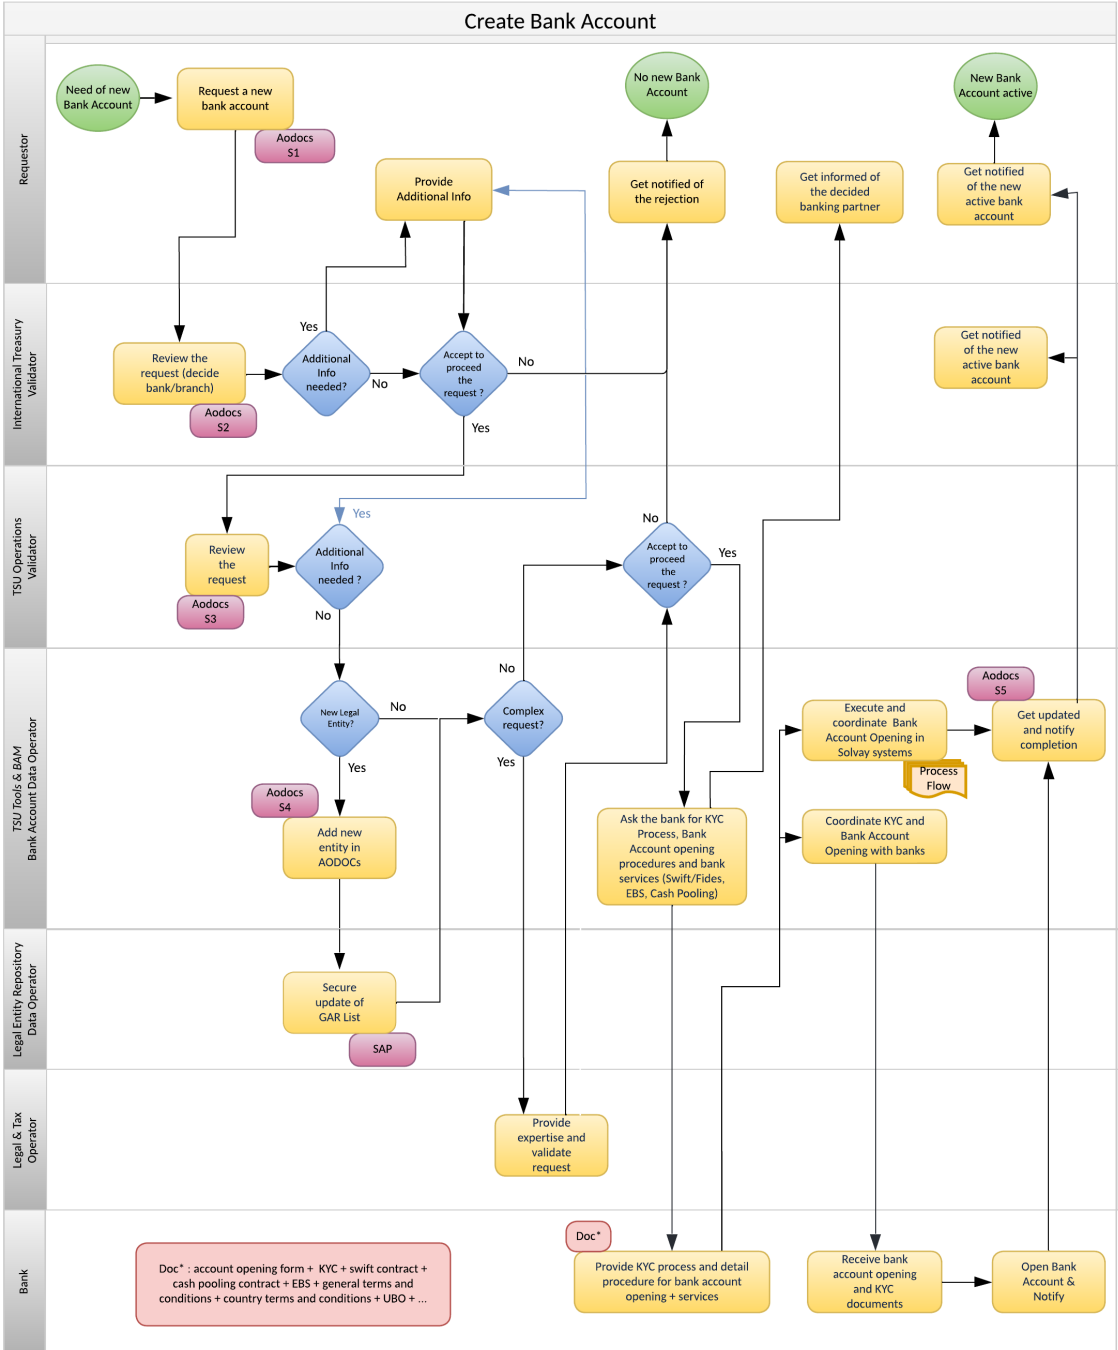 Create Bank Account
Requestor
Need of new
Bank Account
Request a new
bank account
Aodocs
S1
Provide
Additional Info
No new Bank
Account
Get notified of
the rejection
Get informed of
the decided
banking partner
New Bank
Account active
Get notified
of the new
active bank
account
International Treasury
Validator
Review the
request (decide
bank/branch)
Aodocs
S2
Yes
Additional
Info
needed?
No
Accept to
proceed
the
request ?
No
Yes
Get notified
of the new
active bank
account
TSU Operations
Validator
Review
the
request
Aodocs
S3
Yes
Additional
Info
needed ?
No
No
Accept to
proceed
the
request ?
Yes
TSU Tools & BAM
Bank Account Data Operator
New Legal
Entity?
No
Yes
Aodocs
S4
Add new
entity in
AODOCs
No
Complex
request?
Yes
Ask the bank for KYC
Process, Bank
Account opening
procedures and bank
services (Swift/Fides,
EBS, Cash Pooling)
Execute and
coordinate  Bank
Account Opening in
Solvay systems
Process
Flow
Coordinate KYC and
Bank Account
Opening with banks
Aodocs
S5
Get updated
and notify
completion
Legal Entity Repository
Data Operator
Secure
update of
GAR List
SAP
Legal & Tax
Operator
Provide
expertise and
validate
request
Bank
Doc* : account opening form +  KYC + swift contract +
cash pooling contract + EBS + general terms and
conditions + country terms and conditions + UBO + ...
Doc*
Provide KYC process and detail
procedure for bank account
opening + services
Receive bank
account opening
and KYC
documents
Open Bank
Account &
Notify